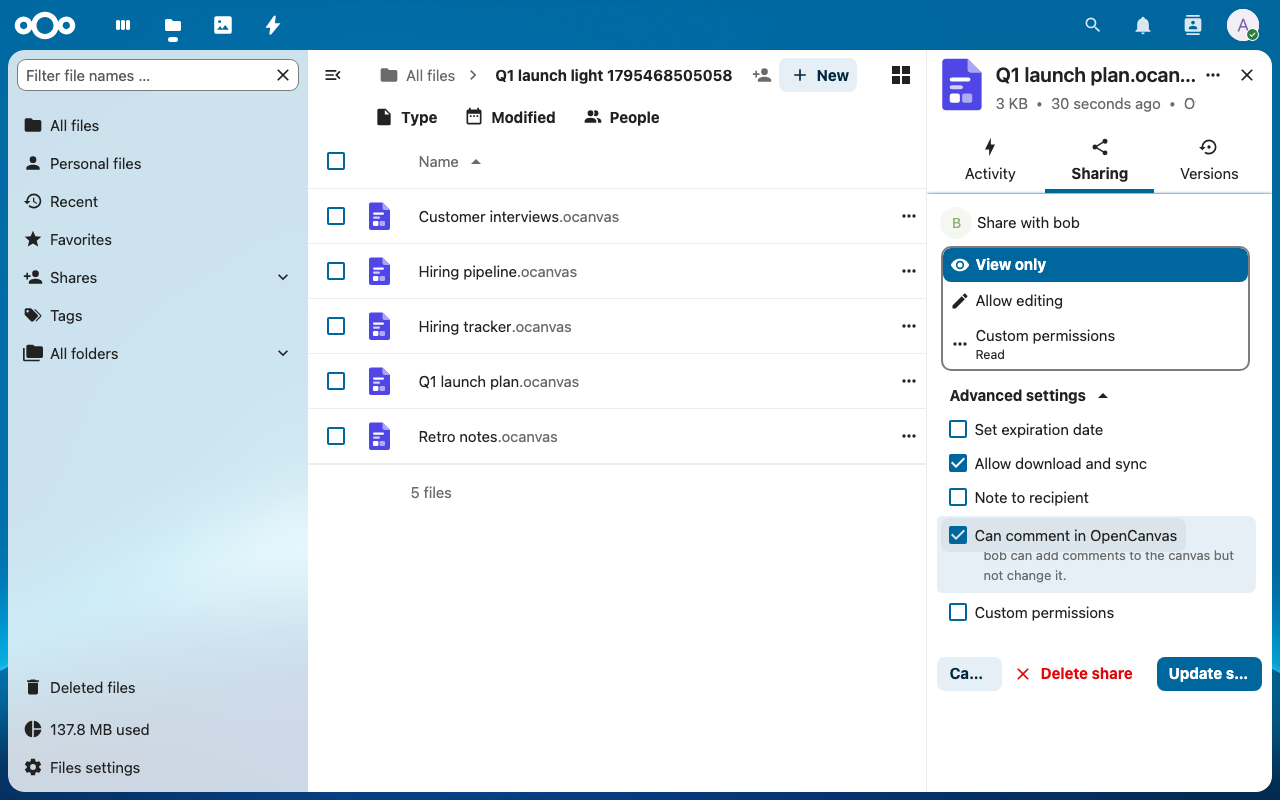 A
Filter file names ...
All files
Personal files
Recent
Favorites
Shares
Tags
All folders
Deleted files
137.8 MB used
Files settings
All files
Q1 launch light 1795468505058
New
Type
Modified
People
Name
Customer interviews.ocanvas
Hiring pipeline.ocanvas
Hiring tracker.ocanvas
Q1 launch plan.ocanvas
Retro notes.ocanvas
5 files
Q1 launch plan.ocan...
3 KB • 30 seconds ago • O
Activity
Sharing
Versions
B
Share with bob
View only
Allow editing
Custom permissions
Read
Advanced settings
Set expiration date
Allow download and sync
Note to recipient
Can comment in OpenCanvas
bob can add comments to the canvas but
not change it.
Custom permissions
Ca...
Delete share
Update s...